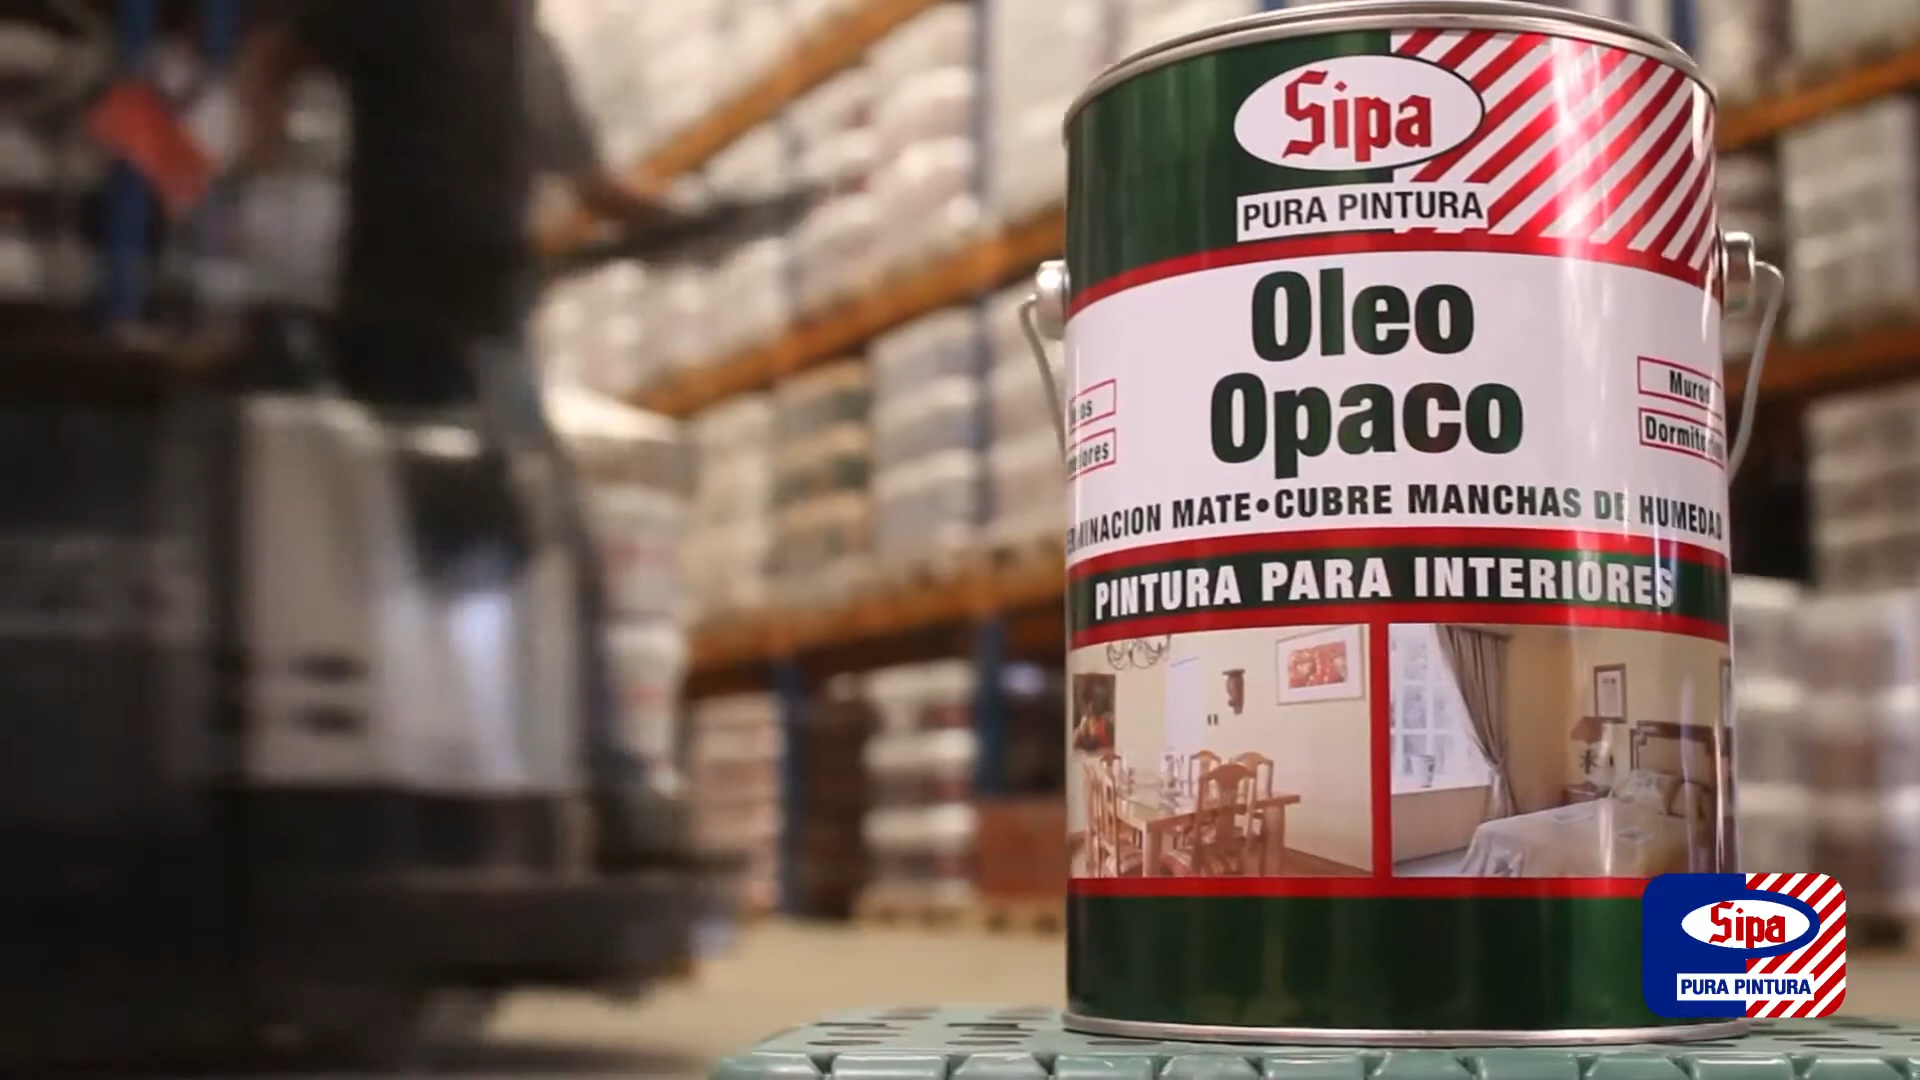 Sipa
PURA PINTURA
Oleo
Opaco
Muros
MINACION MATE•CUBRE MANCHAS DE HUMEDAD
PINTURA PARA INTERIORES
Sipa
PURA PINTURA